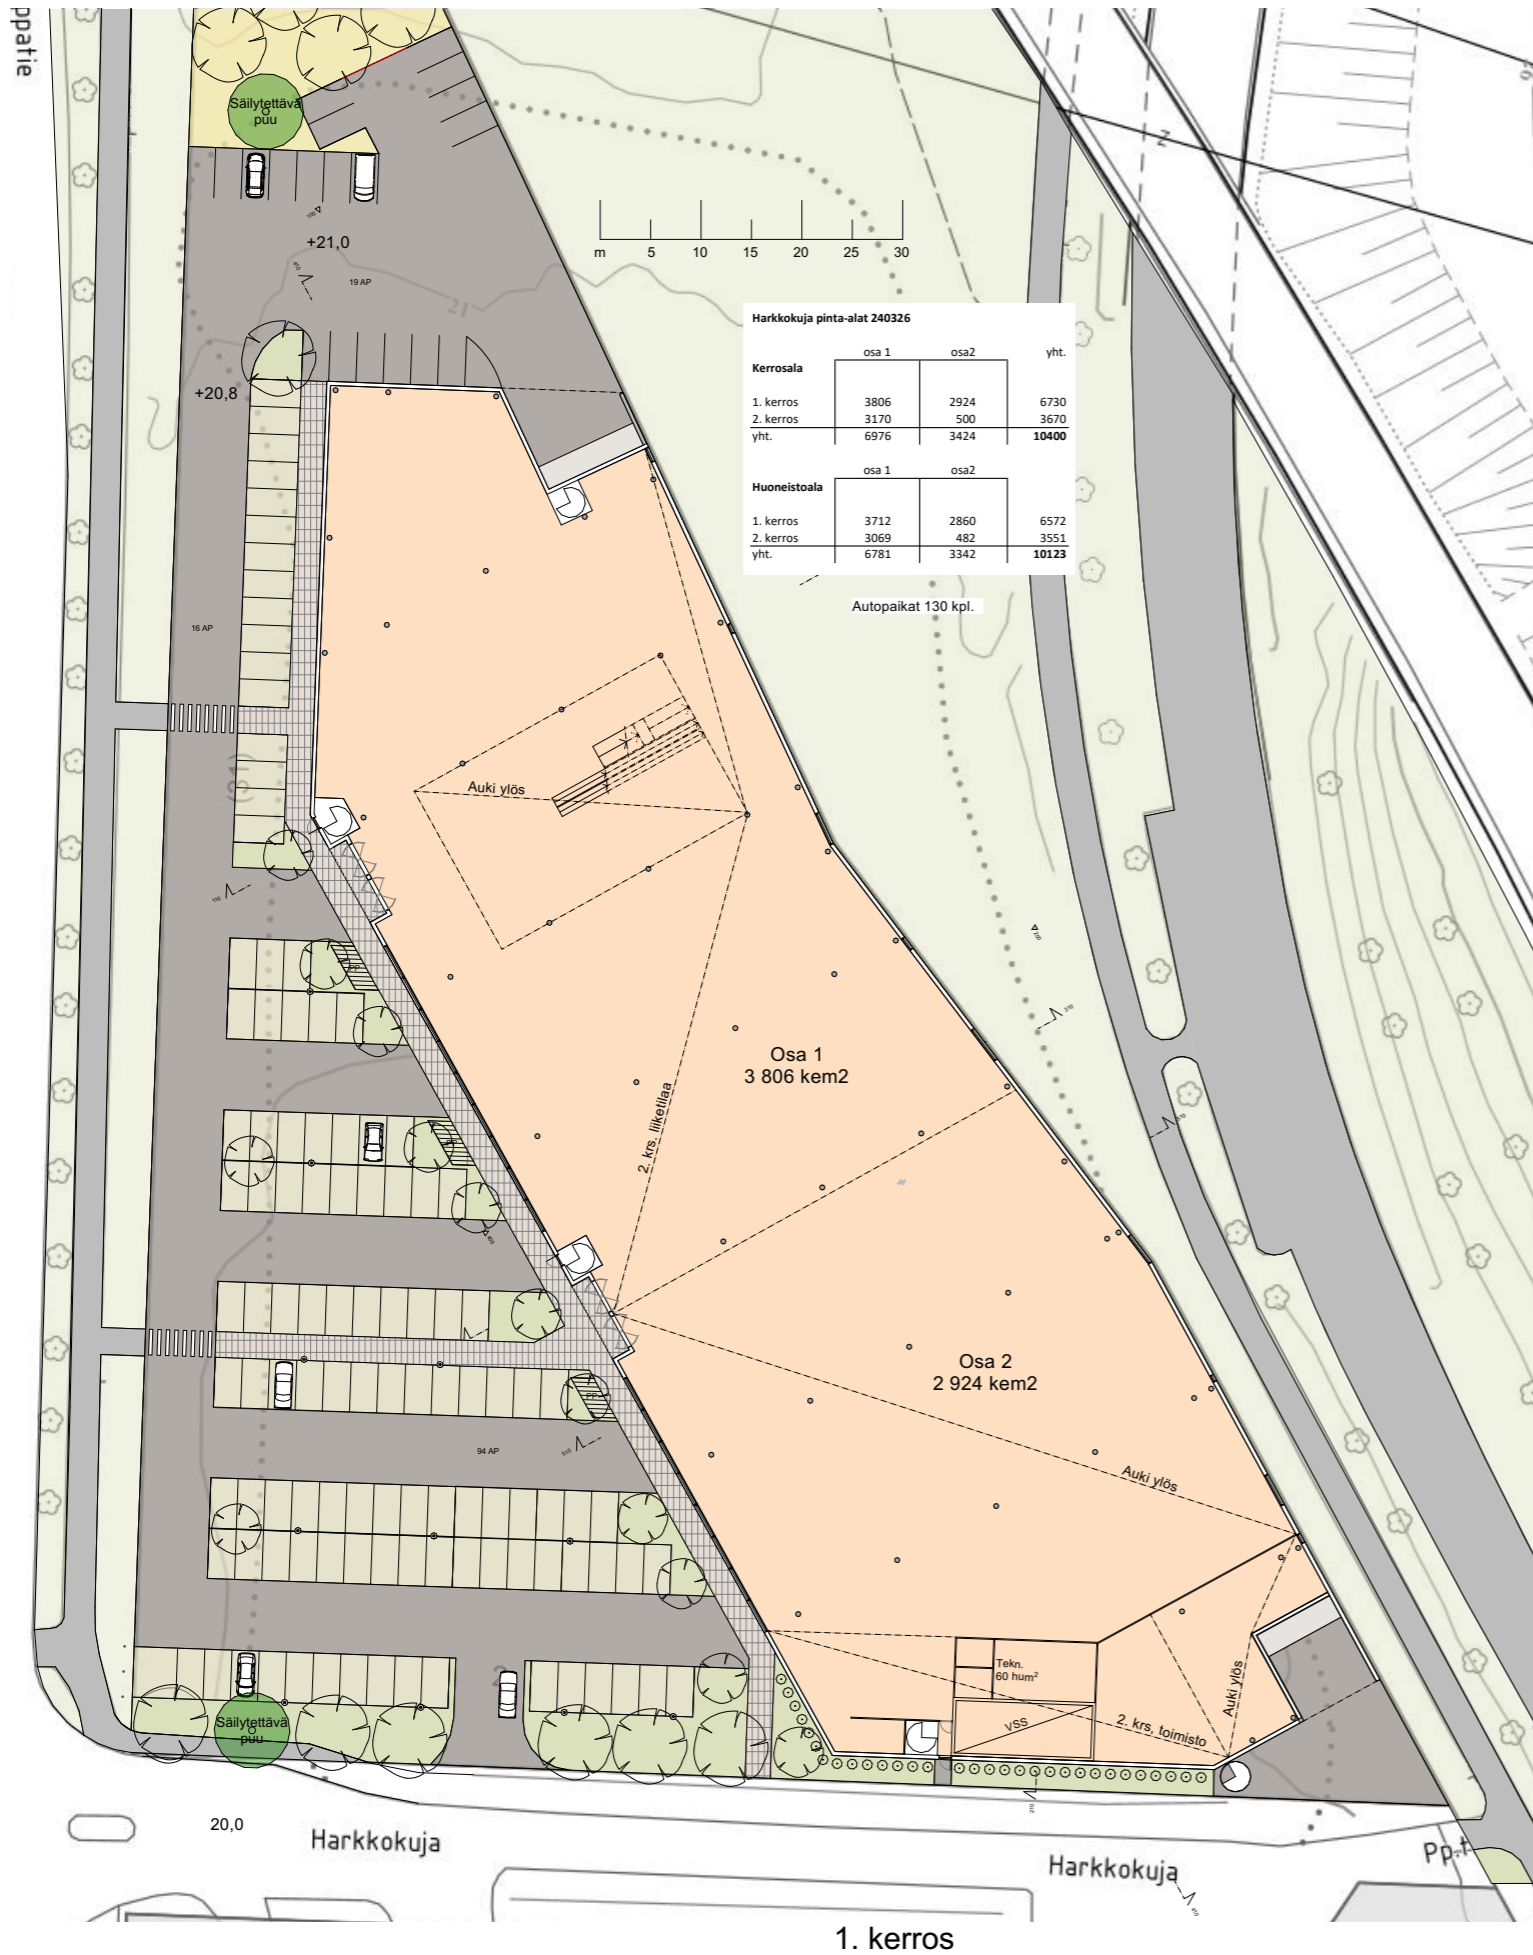 ppatie
Säilytettävä
puu
+21,0
19 AP
21
+20,8
m 5 10 15 20 25 30
Harkkokuja pinta-alat 240326
osa 1 osa2 yht.
Kerrosala
1. kerros 3806 2924 6730
2. kerros 3170 500 3670
yht. 6976 3424 10400
osa 1 osa2
Huoneistoala
1. kerros 3712 2860 6572
2. kerros 3069 482 3551
yht. 6781 3342 10123
Autopaikat 130 kpl.
16 AP
Auki ylös
PP
Osa 1
3 806 kem2
2. krs. liiketilaa
PP
Osa 2
2 924 kem2
PP
94 AP
Auki ylös
Tekn.
60 hum²
VSS
2. krs, toimisto
Auki ylös
Säilytettävä
puu
20,0
Harkkokuja
Harkkokuja
Pp.t
1. kerros